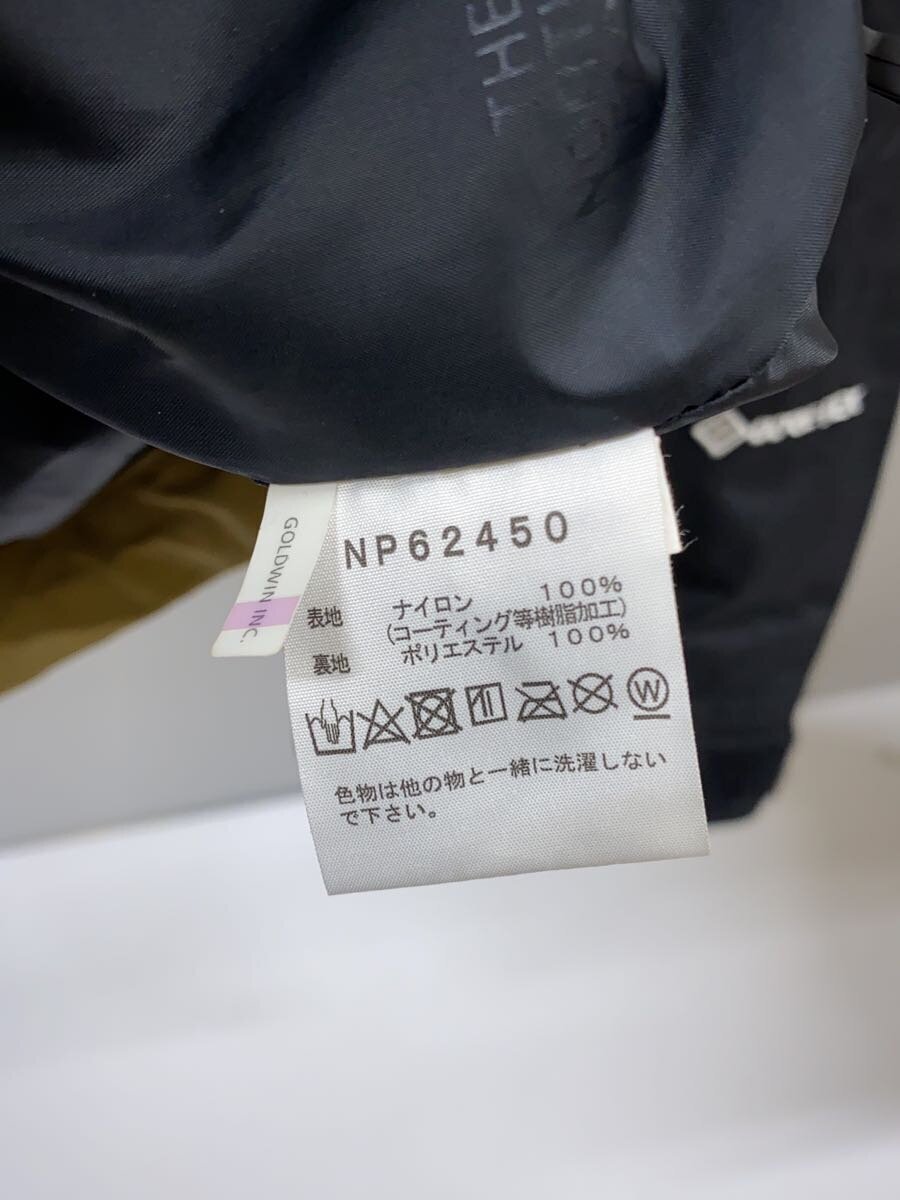 THE
GOLDWIN INC.
NP62450
表地 ナイロン 100%
(コーティング等樹脂加工)
裏地 ポリエステル 100%
W
色物は他の物と一緒に洗濯しない
で下さい。